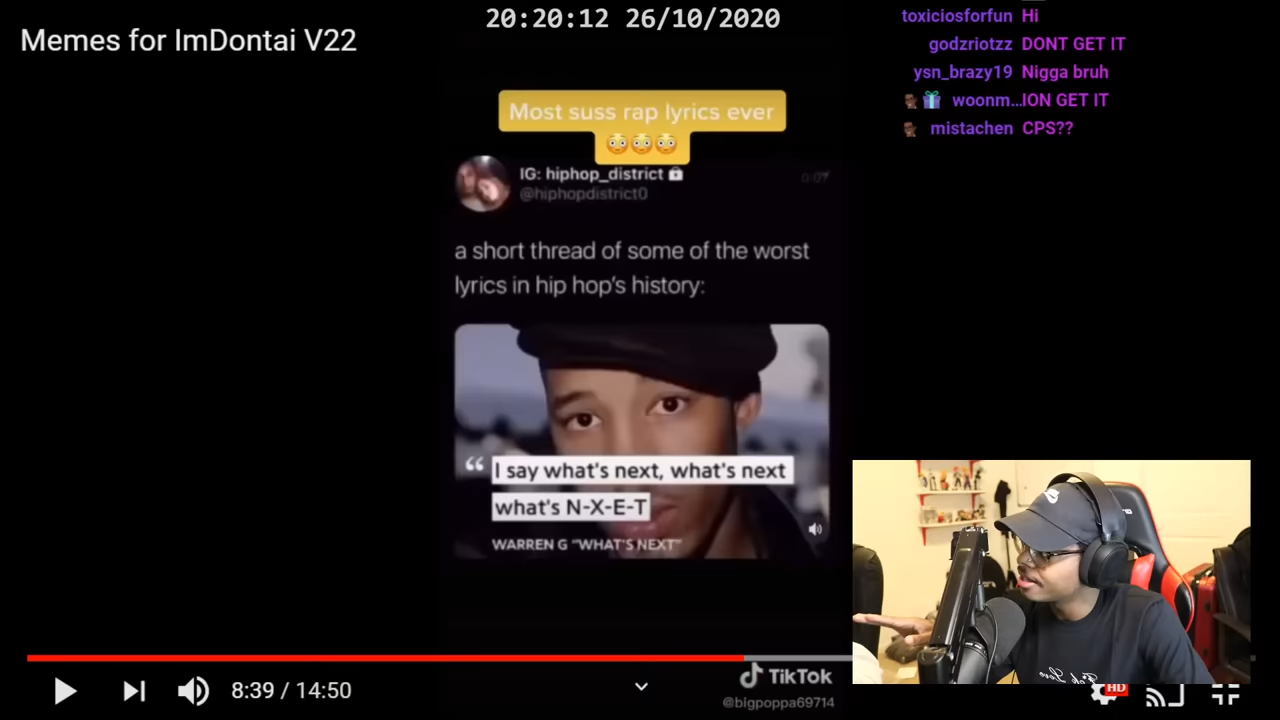 20:20:12 26/10/2020
Memes for ImDontai V22
toxiciosforfun Hi
godzriotzz DONT GET IT
ysn_brazy19 Nigga bruh
woonm...ION GET IT
mistachen CPS??
Most suss rap lyrics ever
IG: hiphop_district
0:07
@hiphopdistrict0
a short thread of some of the worst
lyrics in hip hop's history:
“ I say what's next, what's next
what's N-X-E-T
WARREN G "WHAT'S NEXT"
8:39 / 14:50
TikTok
@bigpoppa69714
HD